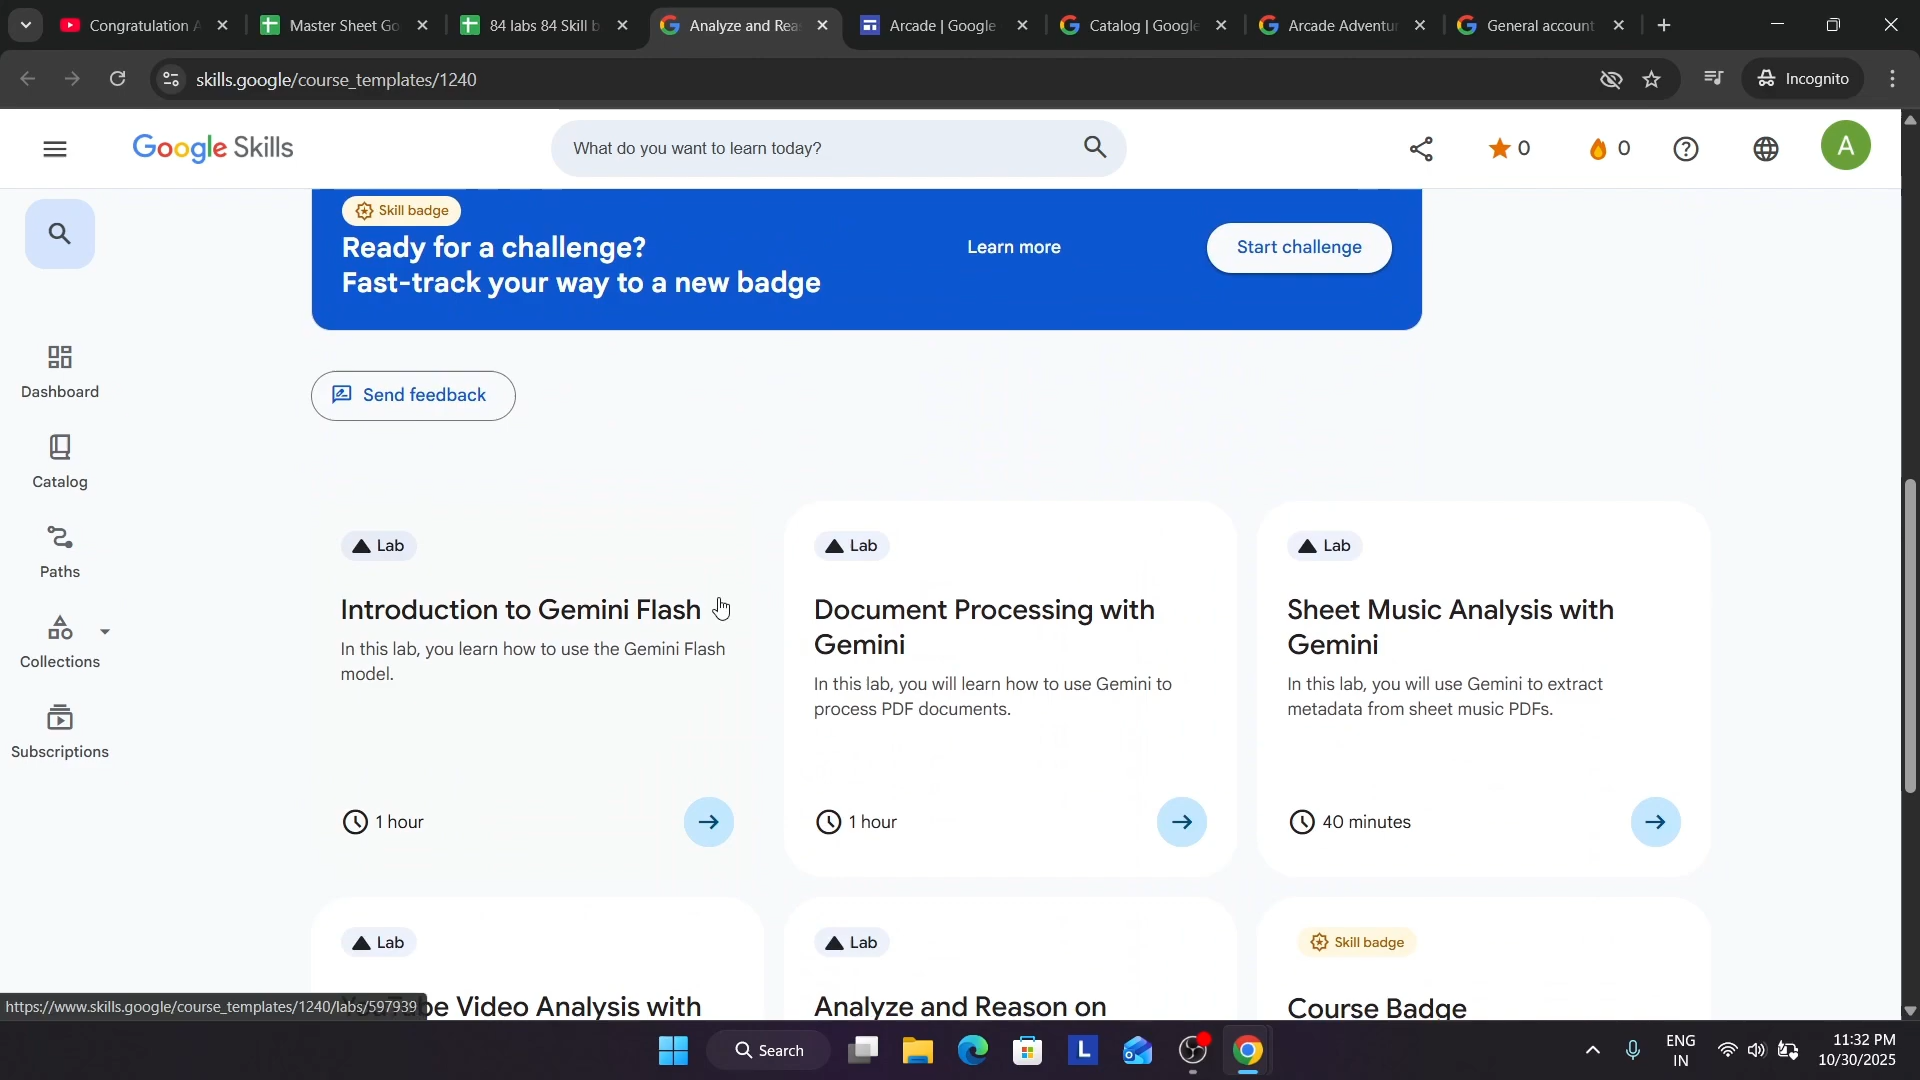 Congratulation A
Master Sheet Go
84 labs 84 Skill b
Analyze and Rea
Arcade | Google
Catalog | Google
Arcade Adventur
General account
skills.google/course_templates/1240
Incognito
Google Skills
What do you want to learn today?
0
0
A
Skill badge
Ready for a challenge?
Fast-track your way to a new badge
Learn more
Start challenge
Dashboard
Catalog
Paths
Collections
Subscriptions
Send feedback
Lab
Introduction to Gemini Flash
In this lab, you learn how to use the Gemini Flash
model.
1 hour
Lab
Document Processing with
Gemini
In this lab, you will learn how to use Gemini to
process PDF documents.
1 hour
Lab
Sheet Music Analysis with
Gemini
In this lab, you will use Gemini to extract
metadata from sheet music PDFs.
40 minutes
Lab
YouTube Video Analysis with
Lab
Analyze and Reason on
Skill badge
Course Badge
https://www.skills.google/course_templates/1240/labs/597939
Search
L
ENG
IN
11:32 PM
10/30/2025